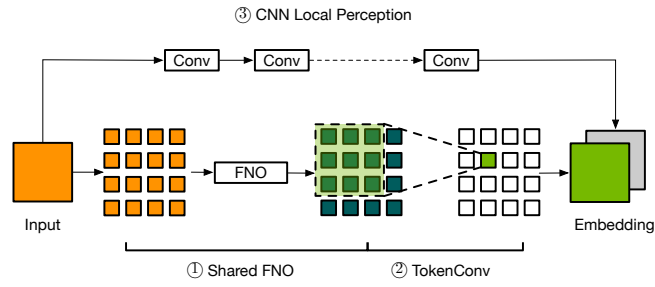 ③ CNN Local Perception
Conv Conv Conv
FNO
Input
Embedding
① Shared FNO ② TokenConv